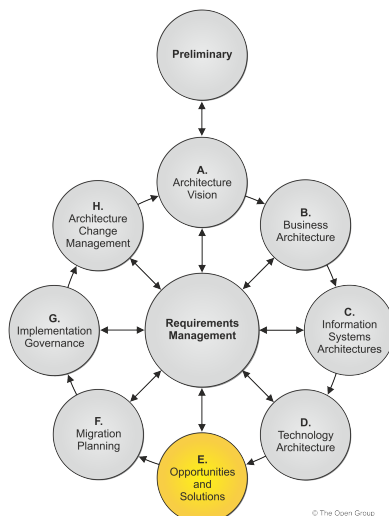 Preliminary
A.
Architecture
Vision
B.
Business
Architecture
C.
Information
Systems
Architectures
D.
Technology
Architecture
E.
Opportunities
and
Solutions
F.
Migration
Planning
G.
Implementation
Governance
H.
Architecture
Change
Management
Requirements
Management
© The Open Group